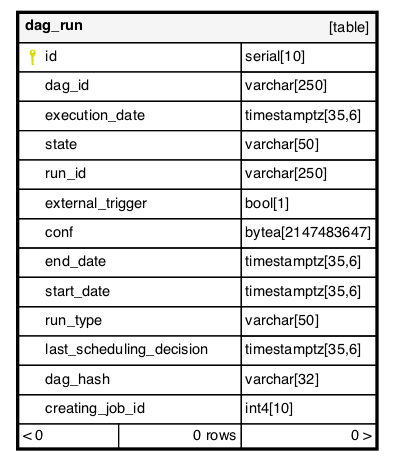 dag_run [table]
id serial[10]
dag_id varchar[250]
execution_date timestamptz[35,6]
state varchar[50]
run_id varchar[250]
external_trigger bool[1]
conf bytea[2147483647]
end_date timestamptz[35,6]
start_date timestamptz[35,6]
run_type varchar[50]
last_scheduling_decision timestamptz[35,6]
dag_hash varchar[32]
creating_job_id int4[10]
< 0 0 rows 0 >